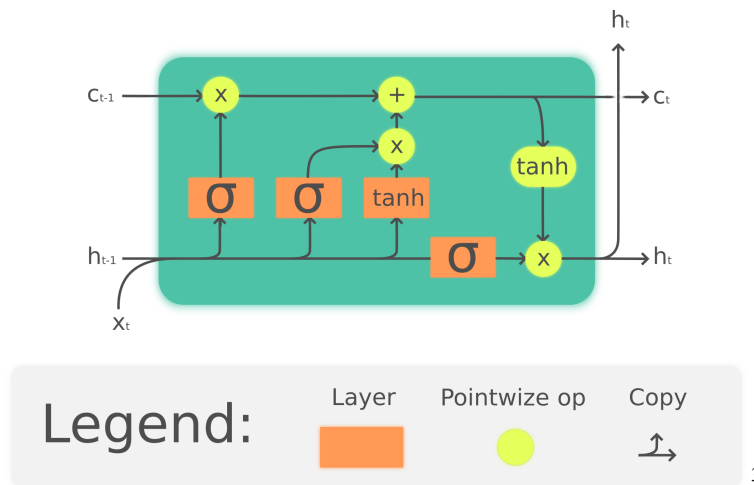 ht
ct-1
x
+
ct
x
tanh
σ
σ
tanh
ht-1
σ
x
ht
xt
Legend:
Layer
Pointwize op
Copy